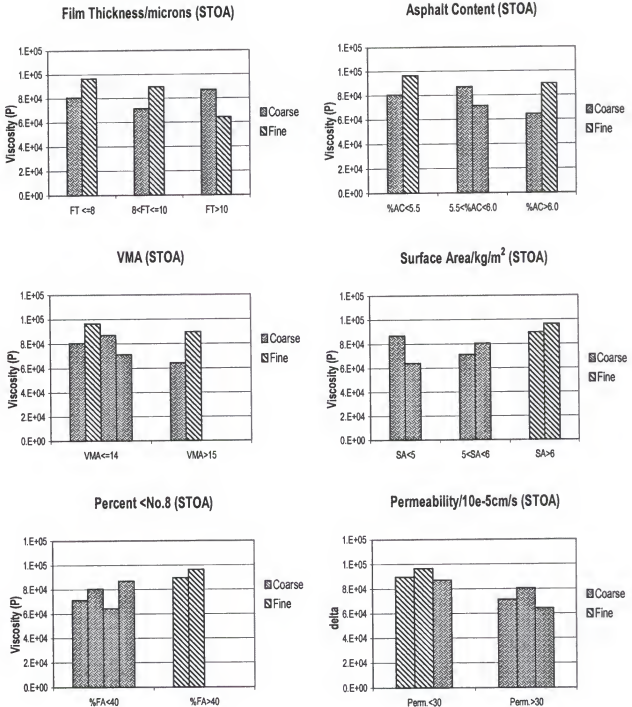 Film Thickness/microns (STOA)
1.E+05
1.E+05
8.E+04
6.E+04
4.E+04
2.E+04
0.E+00
Viscosity (P)
FT <=8
8<FT<=10
FT>10
Coarse
Fine
Asphalt Content (STOA)
1.E+05
1.E+05
8.E+04
6.E+04
4.E+04
2.E+04
0.E+00
Viscosity (P)
%AC<5.5
5.5<%AC<6.0
%AC>6.0
Coarse
Fine
VMA (STOA)
1.E+05
1.E+05
8.E+04
6.E+04
4.E+04
2.E+04
0.E+00
Viscosity (P)
VMA<=14
VMA>15
Coarse
Fine
Surface Area/kg/m² (STOA)
1.E+05
1.E+05
8.E+04
6.E+04
4.E+04
2.E+04
0.E+00
Viscosity (P)
SA<5
5<SA<6
SA>6
Coarse
Fine
Percent <No.8 (STOA)
1.E+05
1.E+05
8.E+04
6.E+04
4.E+04
2.E+04
0.E+00
Viscosity (P)
%FA<40
%FA>40
Coarse
Fine
Permeability/10e-5cm/s (STOA)
1.E+05
1.E+05
8.E+04
6.E+04
4.E+04
2.E+04
0.E+00
delta
Perm.<30
Perm.>30
Coarse
Fine